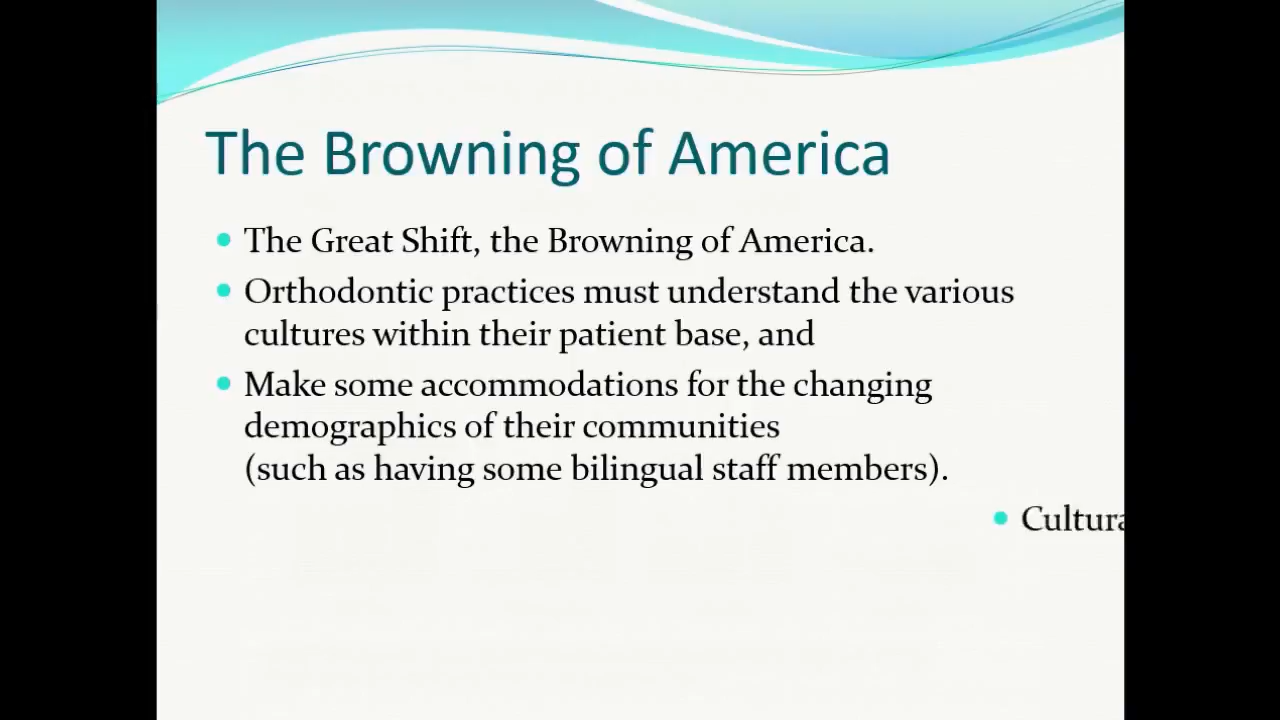 The Browning of America
The Great Shift, the Browning of America.
Orthodontic practices must understand the various
cultures within their patient base, and
Make some accommodations for the changing
demographics of their communities
(such as having some bilingual staff members).